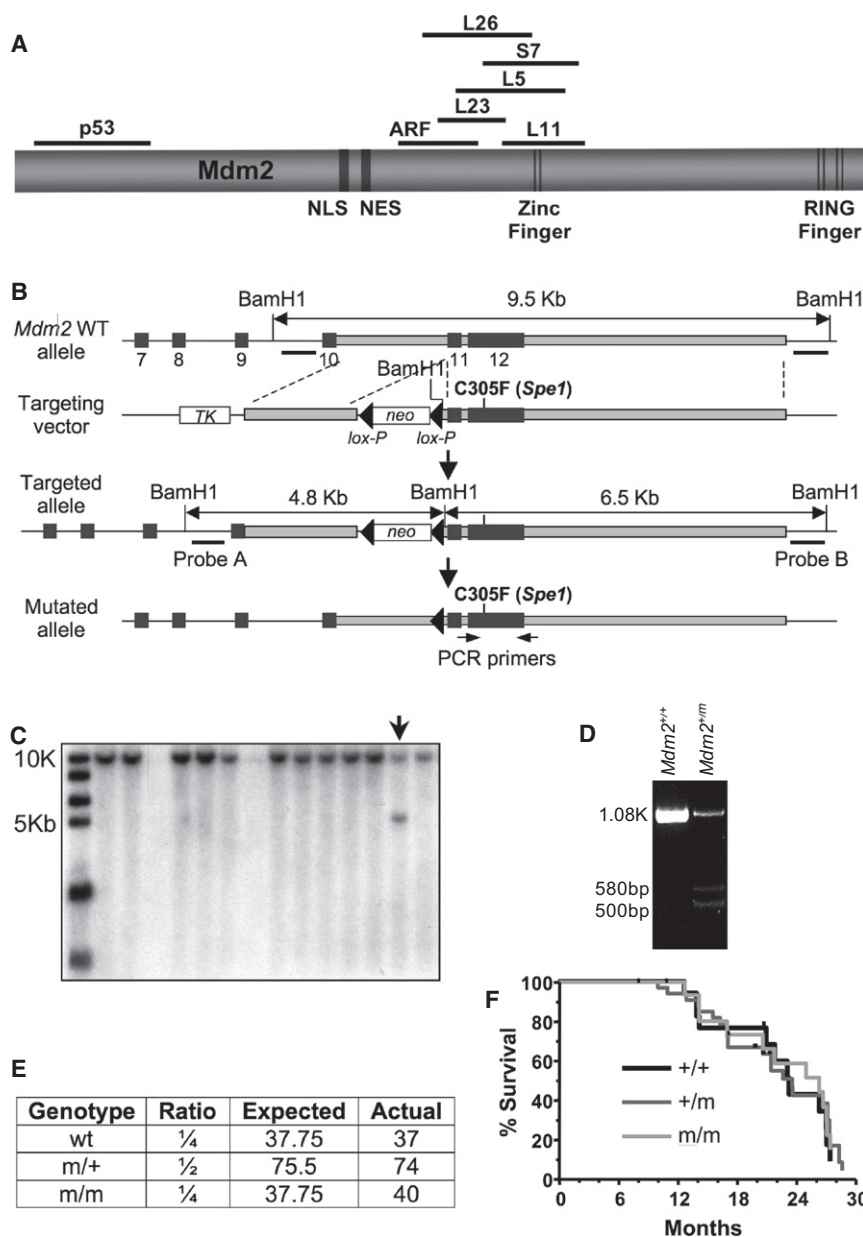 A
L26
S7
L5
L23
p53
ARF
L11
Mdm2
NLS
NES
Zinc
Finger
RING
Finger
B
BamH1
9.5 Kb
BamH1
Mdm2 WT
allele
7
8
9
10
11
12
BamH1
C305F (Spe1)
Targeting
vector
TK
neo
lox-P
lox-P
Targeted
allele
BamH1
4.8 Kb
BamH1
6.5 Kb
BamH1
neo
Probe A
Probe B
C305F (Spe1)
Mutated
allele
PCR primers
C
10K
5Kb
D
Mdm2+/+
Mdm2+/m
1.08K
580bp
500bp
E
Genotype Ratio Expected Actual
wt ¼ 37.75 37
m/+ ½ 75.5 74
m/m ¼ 37.75 40
F
% Survival
100
80
60
40
20
0
+/+
+/m
m/m
0 6 12 18 24 30
Months